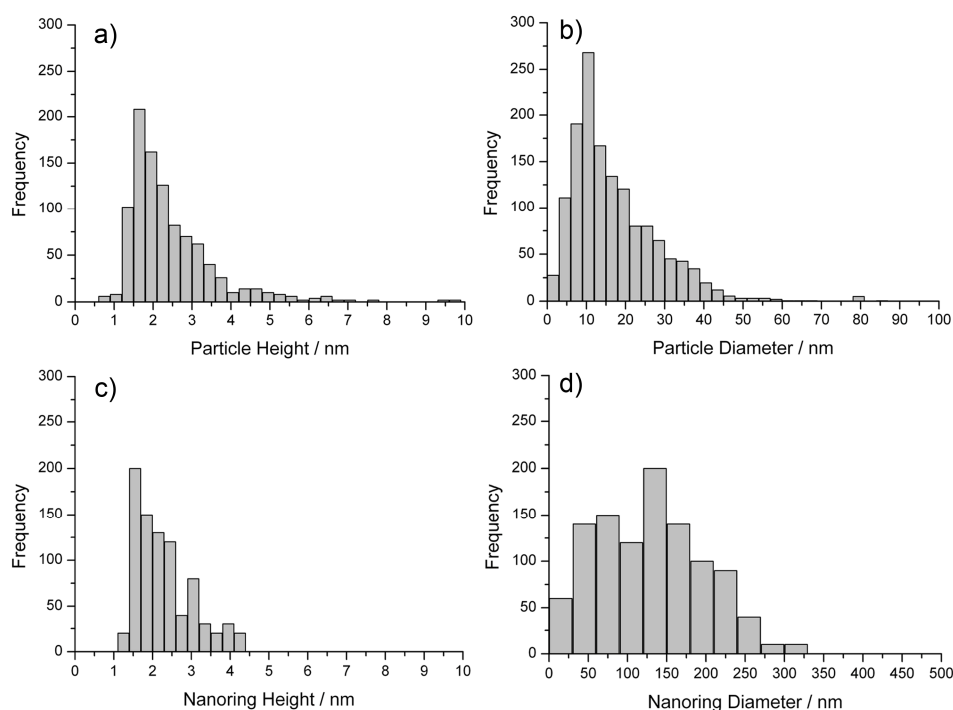 a)
300
250
200
150
100
50
0
Frequency
0 1 2 3 4 5 6 7 8 9 10
Particle Height / nm
b)
300
250
200
150
100
50
0
Frequency
0 10 20 30 40 50 60 70 80 90 100
Particle Diameter / nm
c)
300
250
200
150
100
50
0
Frequency
0 1 2 3 4 5 6 7 8 9 10
Nanoring Height / nm
d)
300
250
200
150
100
50
0
Frequency
0 50 100 150 200 250 300 350 400 450 500
Nanoring Diameter / nm